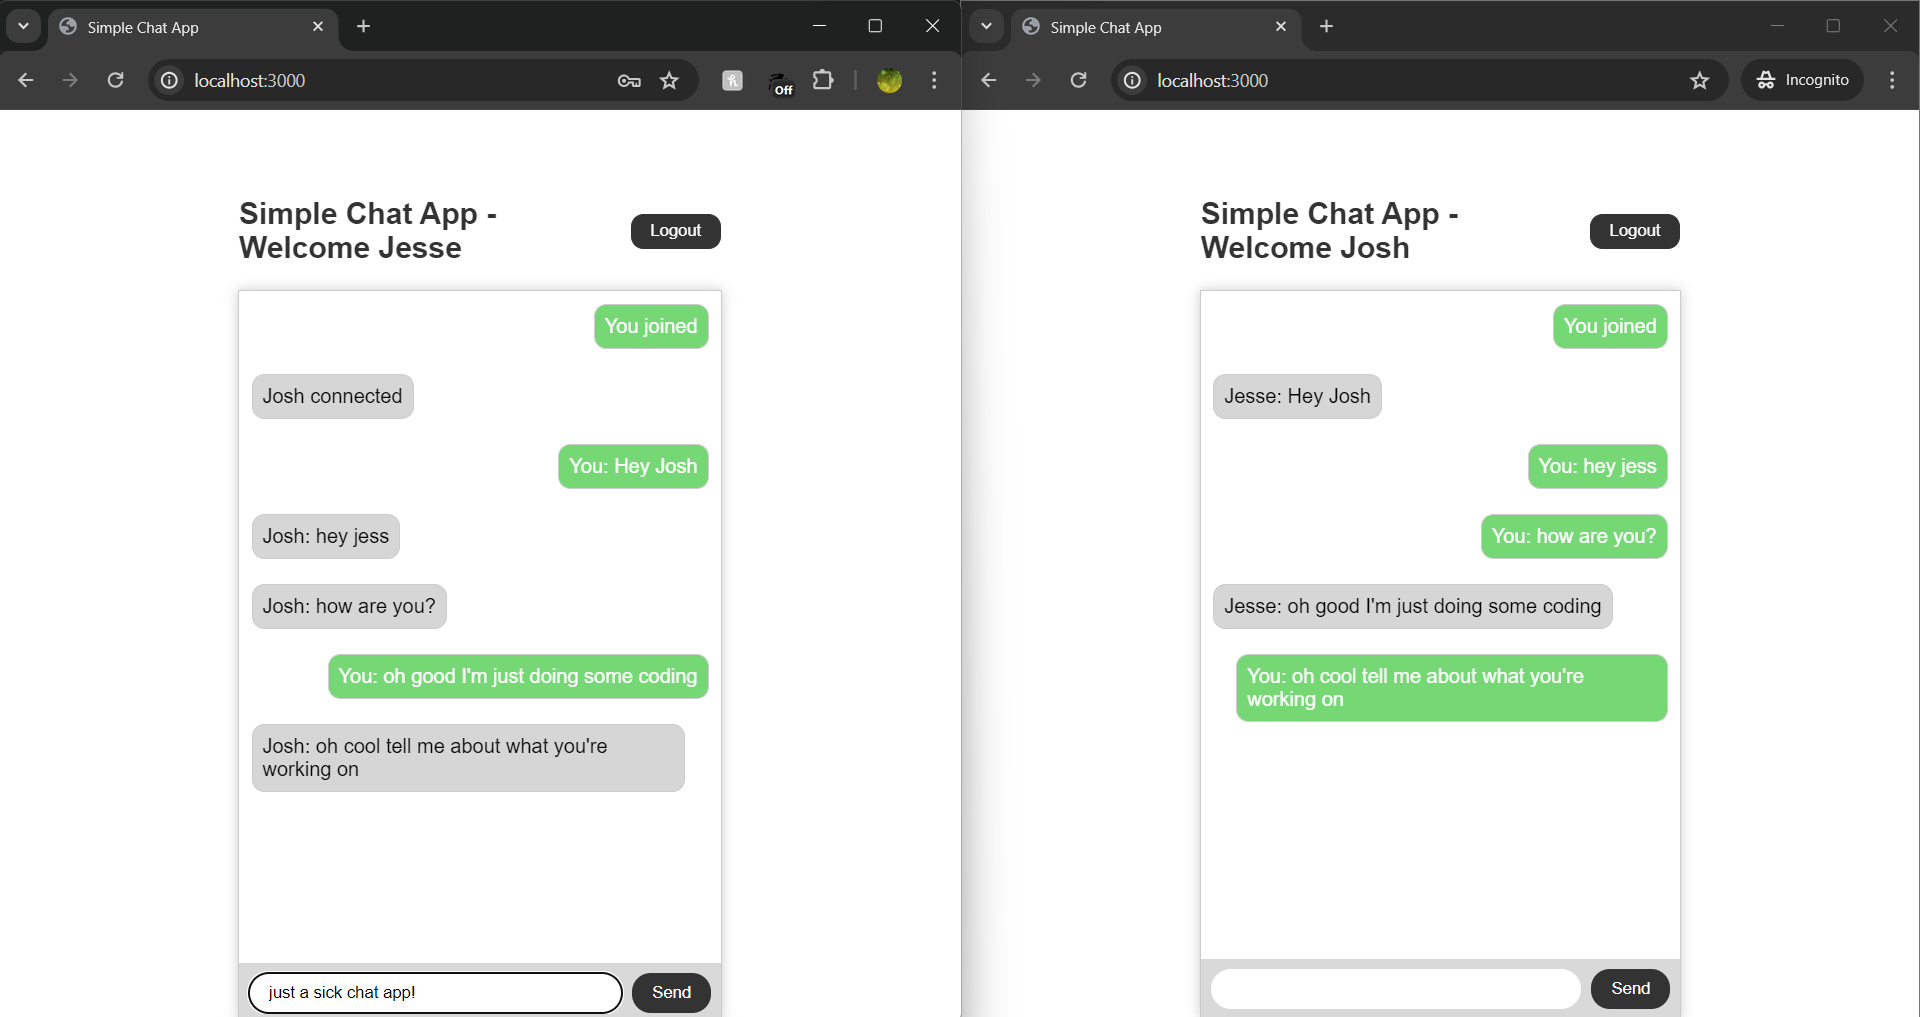 Simple Chat App
localhost:3000
Off
Simple Chat App -
Welcome Jesse
Logout
You joined
Josh connected
You: Hey Josh
Josh: hey jess
Josh: how are you?
You: oh good I'm just doing some coding
Josh: oh cool tell me about what you're
working on
just a sick chat app!
Send
Simple Chat App
localhost:3000
Incognito
Simple Chat App -
Welcome Josh
Logout
You joined
Jesse: Hey Josh
You: hey jess
You: how are you?
Jesse: oh good I'm just doing some coding
You: oh cool tell me about what you're
working on
Send